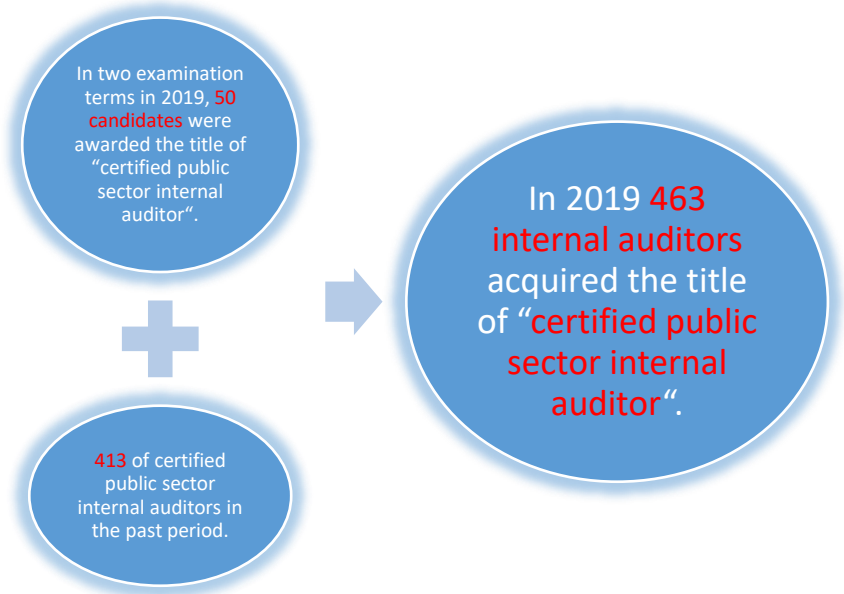 In two examination
terms in 2019, 50
candidates were
awarded the title of
“certified public
sector internal
auditor“.
413 of certified
public sector
internal auditors in
the past period.
In 2019 463
internal auditors
acquired the title
of “certified public
sector internal
auditor“.